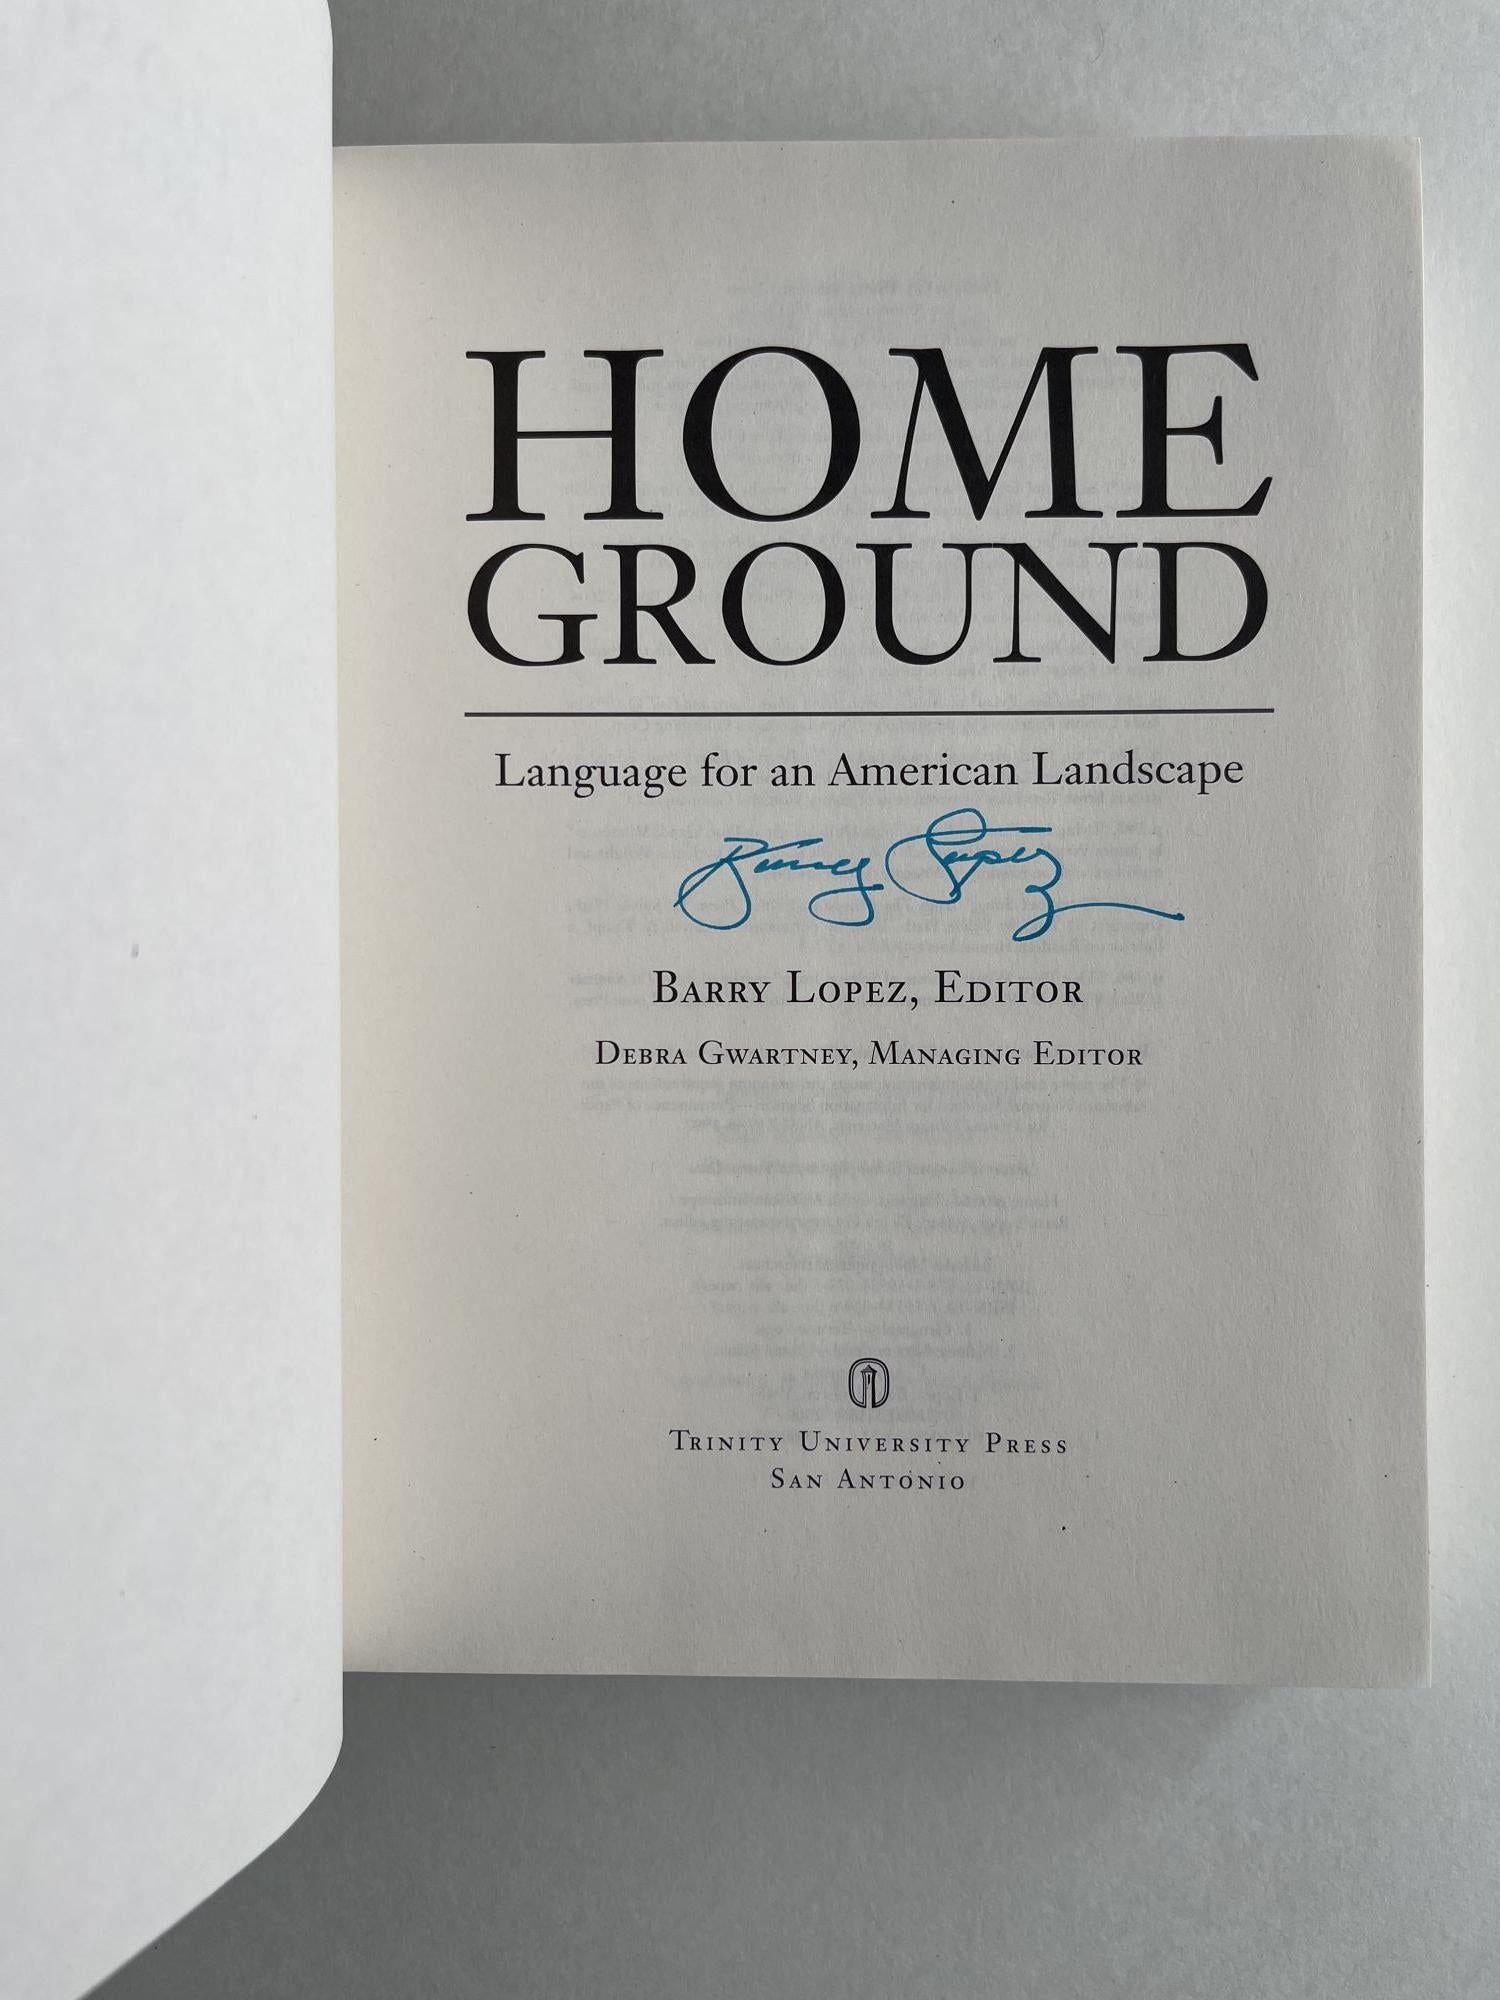 HOME
GROUND
Language for an American Landscape
Barry Lopez
BARRY LOPEZ, EDITOR
DEBRA GWARTNEY, MANAGING EDITOR
TRINITY UNIVERSITY PRESS
SAN ANTONIO